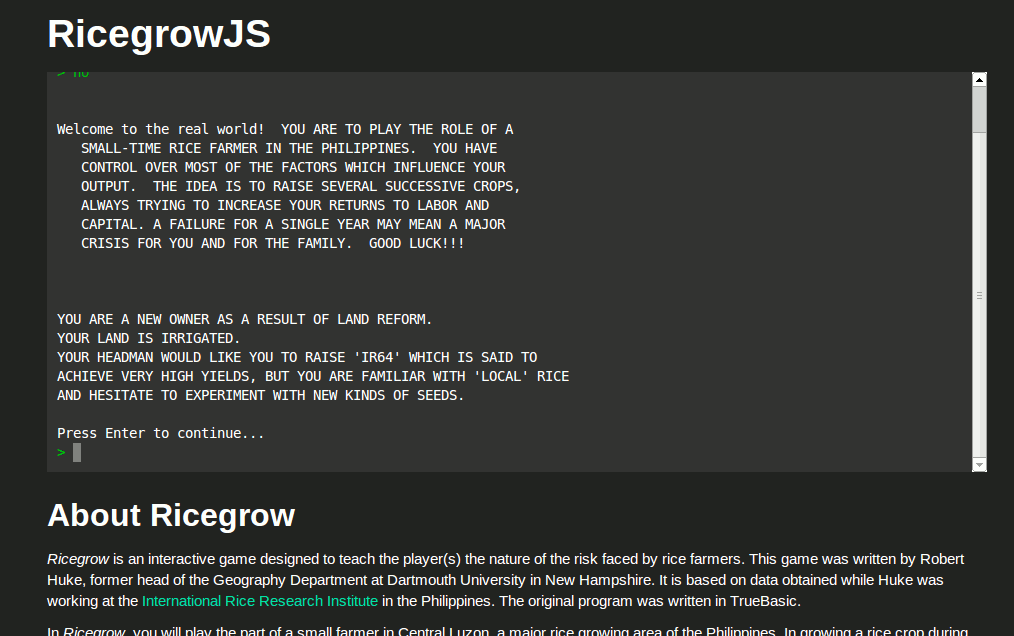 RicegrowJS
> no
Welcome to the real world!  YOU ARE TO PLAY THE ROLE OF A
SMALL-TIME RICE FARMER IN THE PHILIPPINES.  YOU HAVE
CONTROL OVER MOST OF THE FACTORS WHICH INFLUENCE YOUR
OUTPUT.  THE IDEA IS TO RAISE SEVERAL SUCCESSIVE CROPS,
ALWAYS TRYING TO INCREASE YOUR RETURNS TO LABOR AND
CAPITAL. A FAILURE FOR A SINGLE YEAR MAY MEAN A MAJOR
CRISIS FOR YOU AND FOR THE FAMILY.  GOOD LUCK!!!
YOU ARE A NEW OWNER AS A RESULT OF LAND REFORM.
YOUR LAND IS IRRIGATED.
YOUR HEADMAN WOULD LIKE YOU TO RAISE 'IR64' WHICH IS SAID TO
ACHIEVE VERY HIGH YIELDS, BUT YOU ARE FAMILIAR WITH 'LOCAL' RICE
AND HESITATE TO EXPERIMENT WITH NEW KINDS OF SEEDS.
Press Enter to continue...
>
About Ricegrow
Ricegrow is an interactive game designed to teach the player(s) the nature of the risk faced by rice farmers. This game was written by Robert
Huke, former head of the Geography Department at Dartmouth University in New Hampshire. It is based on data obtained while Huke was
working at the International Rice Research Institute in the Philippines. The original program was written in TrueBasic.
In Ricegrow, you will play the part of a small farmer in Central Luzon, a major rice growing area of the Philippines. In growing a rice crop during